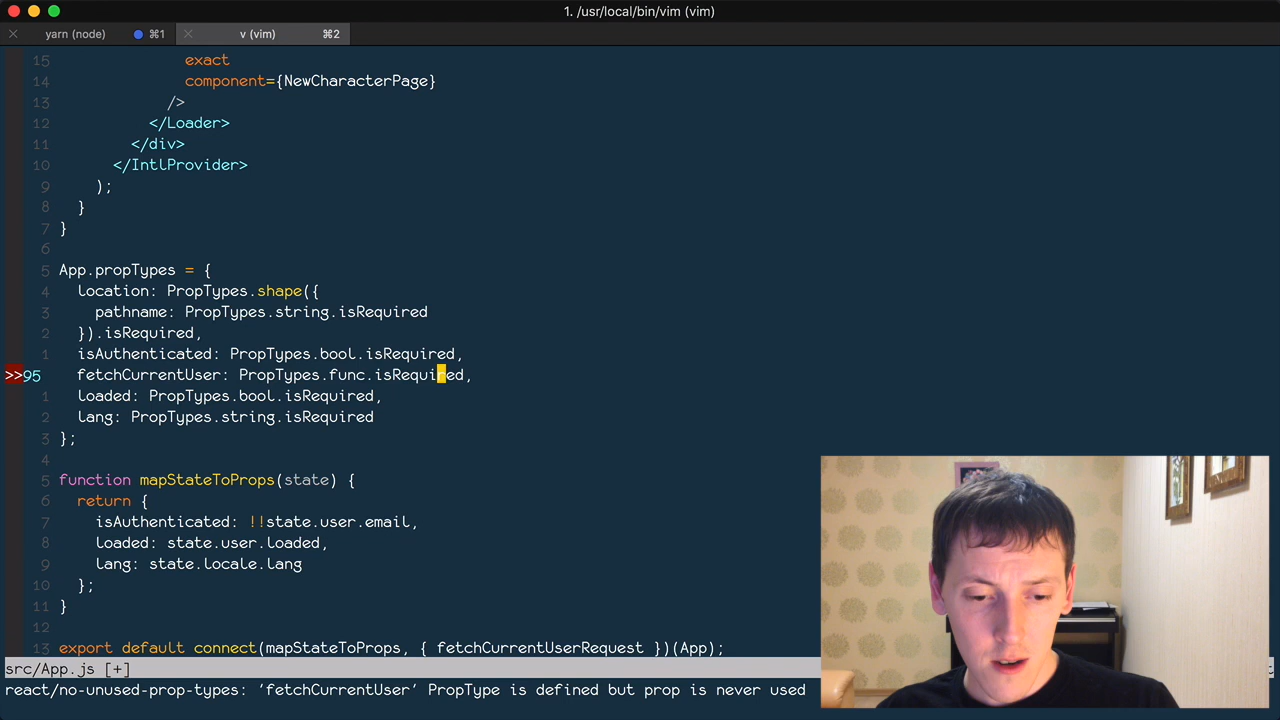 1. /usr/local/bin/vim (vim)
yarn (node) ⌘1 v (vim) ⌘2
15 exact
14 component={NewCharacterPage}
13 />
12 </Loader>
11 </div>
10 </IntlProvider>
9 );
8 }
7 }
6
5 App.propTypes = {
4 location: PropTypes.shape({
3 pathname: PropTypes.string.isRequired
2 }).isRequired,
1 isAuthenticated: PropTypes.bool.isRequired,
>>95 fetchCurrentUser: PropTypes.func.isRequired,
1 loaded: PropTypes.bool.isRequired,
2 lang: PropTypes.string.isRequired
3 };
4
5 function mapStateToProps(state) {
6 return {
7 isAuthenticated: !!state.user.email,
8 loaded: state.user.loaded,
9 lang: state.locale.lang
10 };
11 }
12
13 export default connect(mapStateToProps, { fetchCurrentUserRequest })(App);
src/App.js [+]
react/no-unused-prop-types: 'fetchCurrentUser' PropType is defined but prop is never used